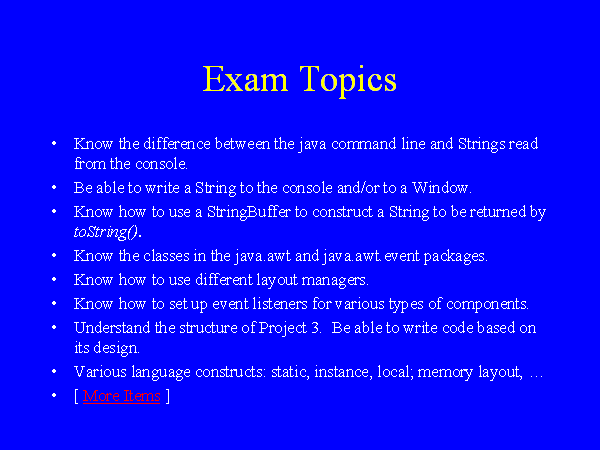 Exam Topics
• Know the difference between the java command line and Strings read
from the console.
• Be able to write a String to the console and/or to a Window.
• Know how to use a StringBuffer to construct a String to be returned by
toString().
• Know the classes in the java.awt and java.awt.event packages.
• Know how to use different layout managers.
• Know how to set up event listeners for various types of components.
• Understand the structure of Project 3.  Be able to write code based on
its design.
• Various language constructs: static, instance, local; memory layout, …
• [ More Items ]